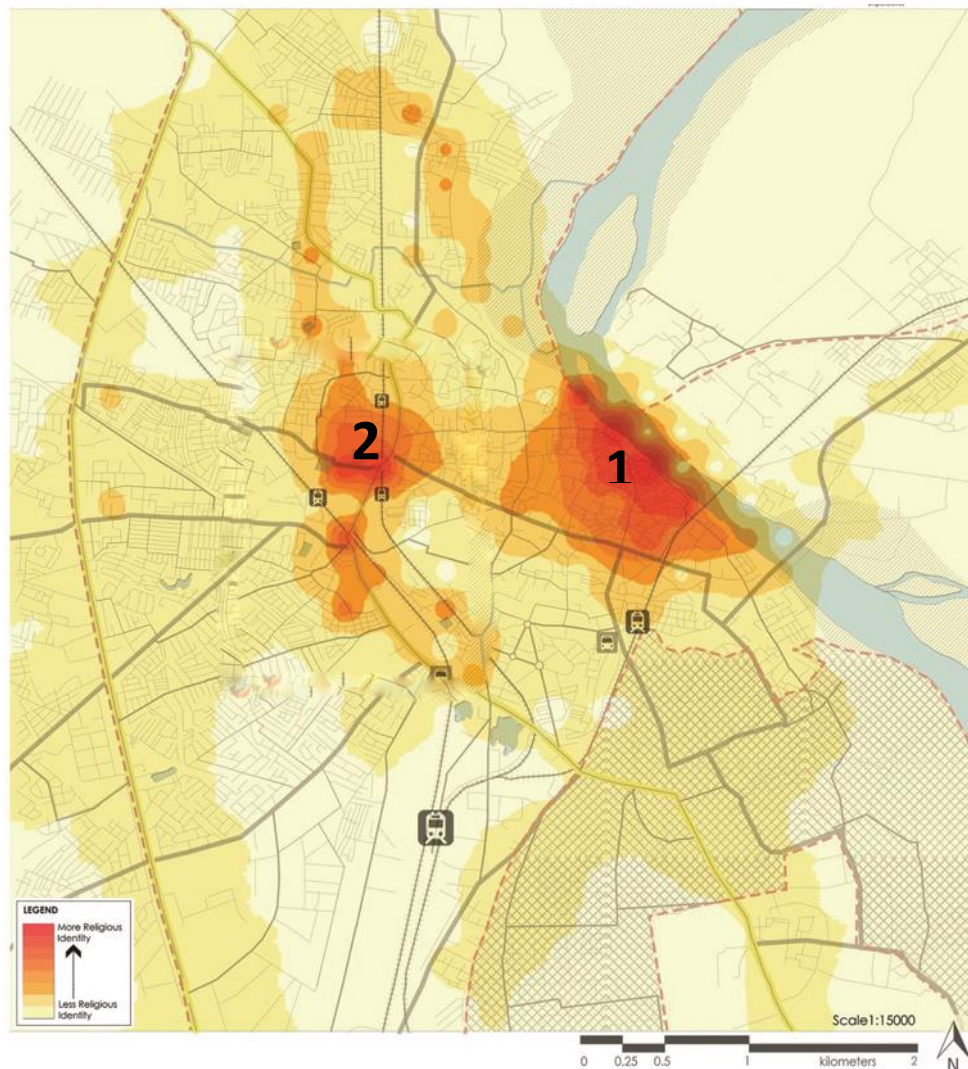 2
1
LEGEND
More Religious
Identity
Less Religious
Identity
Scale1:15000
0 0.25 0.5 1 kilometers 2
N